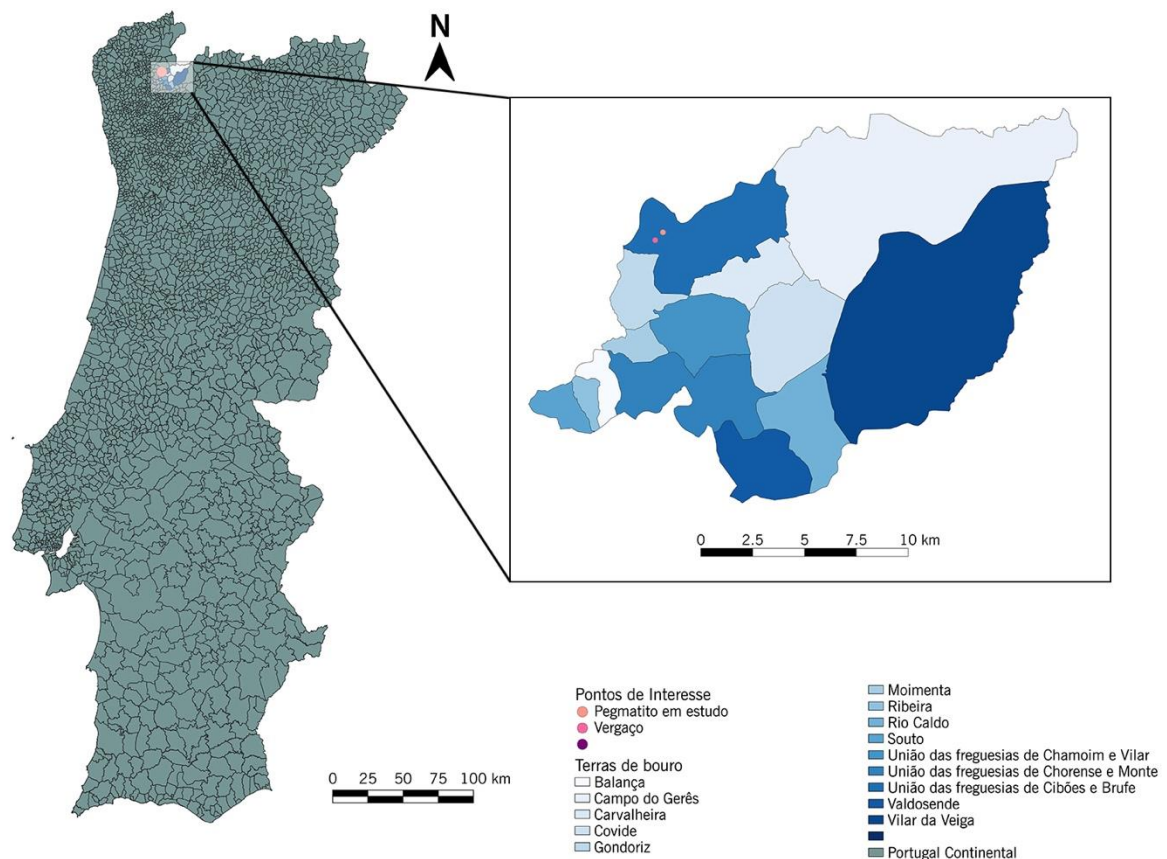 N
0 2.5 5 7.5 10 km
0 25 50 75 100 km
Pontos de Interesse
Pegmatito em estudo
Vergaço
Terras de bouro
Balança
Campo do Gerês
Carvalheira
Covide
Gondoriz
Moimenta
Ribeira
Rio Caldo
Souto
União das freguesias de Chamoim e Vilar
União das freguesias de Chorense e Monte
União das freguesias de Cibões e Brufe
Valdosende
Vilar da Veiga
Portugal Continental